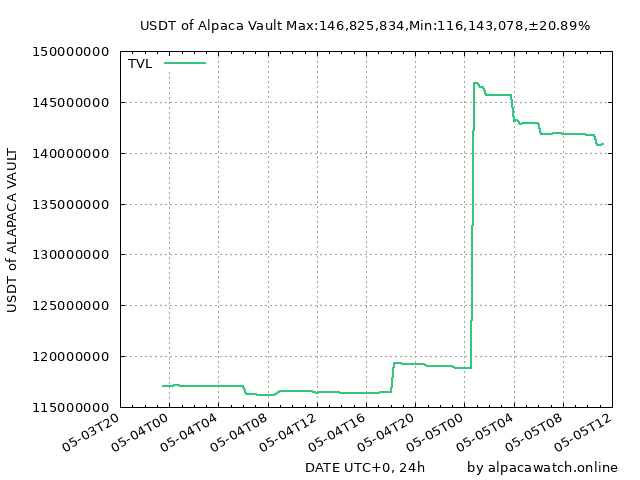 USDT of Alpaca Vault Max:146,825,834,Min:116,143,078,±20.89%
150000000
TVL
145000000
140000000
135000000
130000000
125000000
120000000
115000000
USDT of ALAPACA VAULT
05-03T20
05-04T00
05-04T04
05-04T08
05-04T12
05-04T16
05-04T20
05-05T00
05-05T04
05-05T08
05-05T12
DATE UTC+0, 24h
by alpacawatch.online